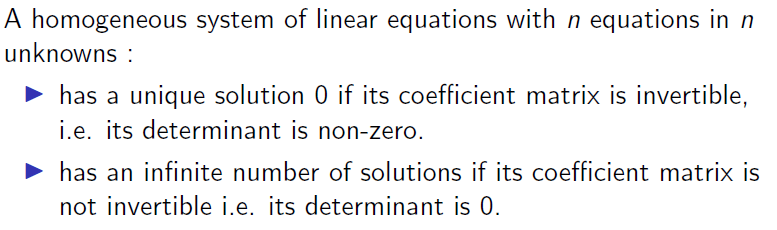 A homogeneous system of linear equations with n equations in n
unknowns :
▶ has a unique solution 0 if its coefficient matrix is invertible,
i.e. its determinant is non-zero.
▶ has an infinite number of solutions if its coefficient matrix is
not invertible i.e. its determinant is 0.